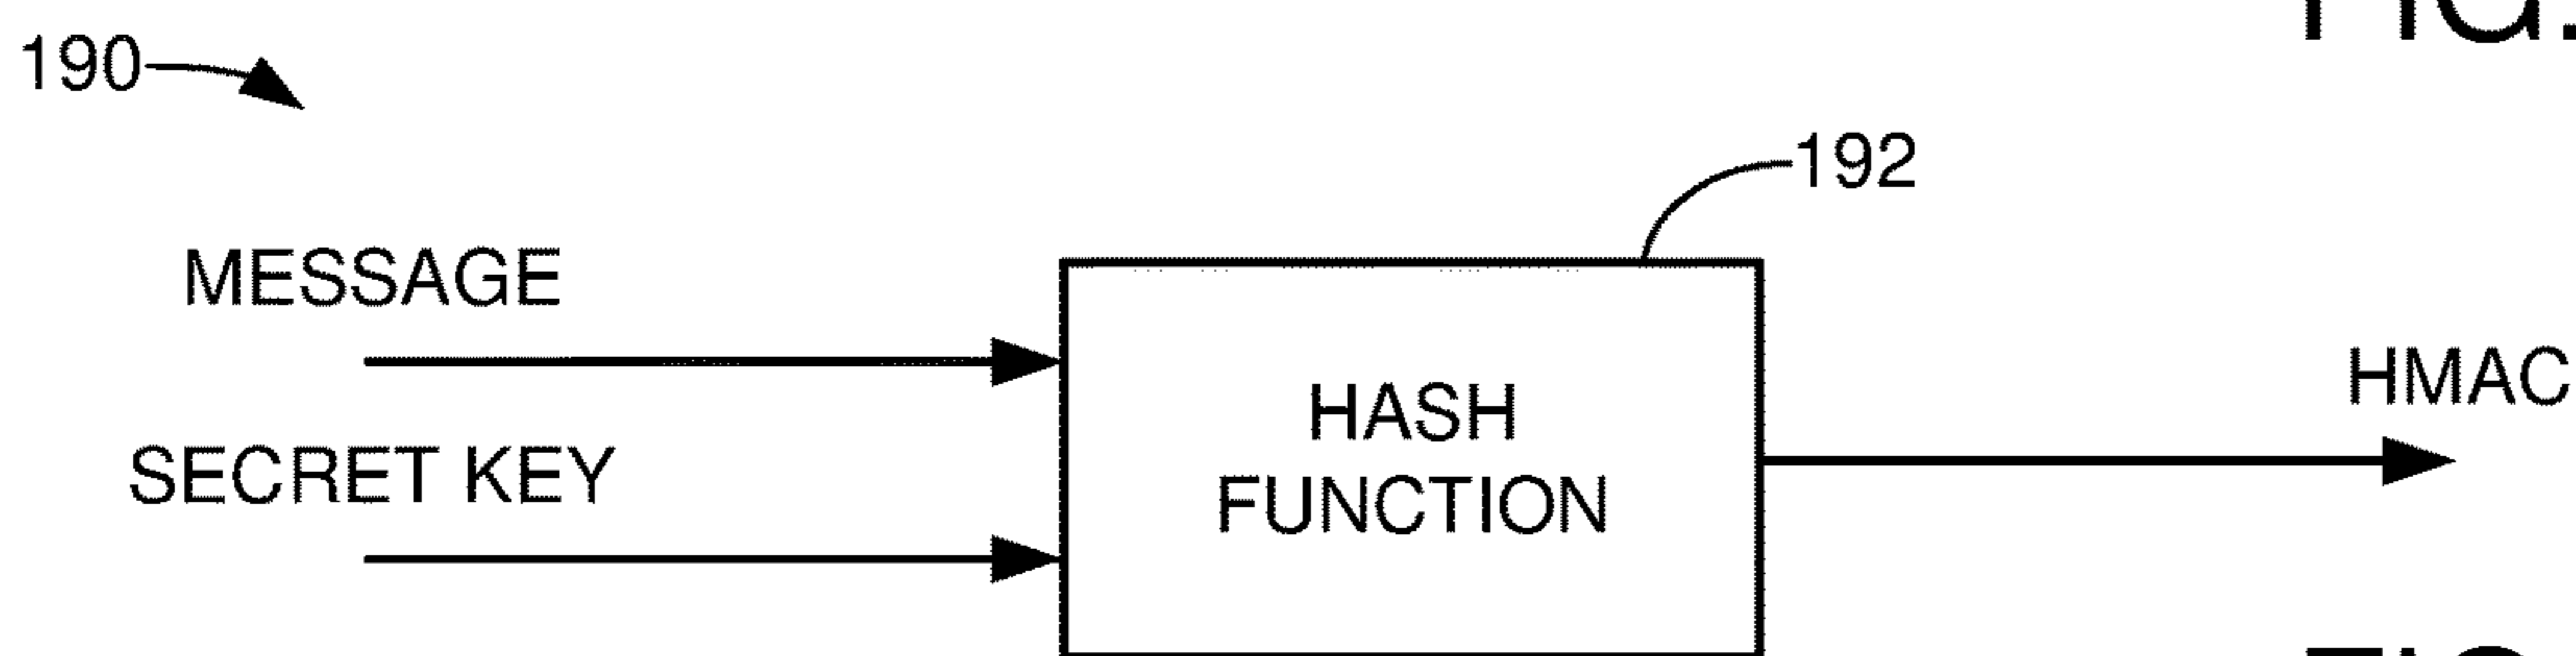 190
192
MESSAGE
SECRET KEY
HASH
FUNCTION
HMAC